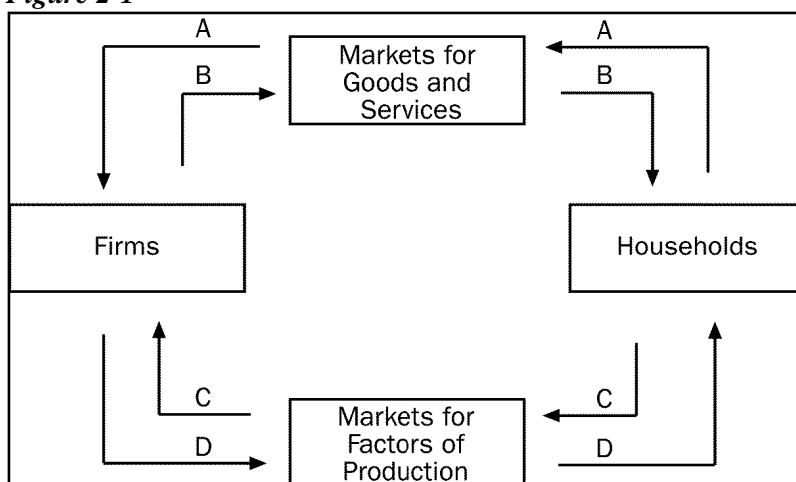 Figure 2-1
A
Markets for
Goods and
Services
A
B
B
Firms
Households
C
Markets for
Factors of
Production
C
D
D